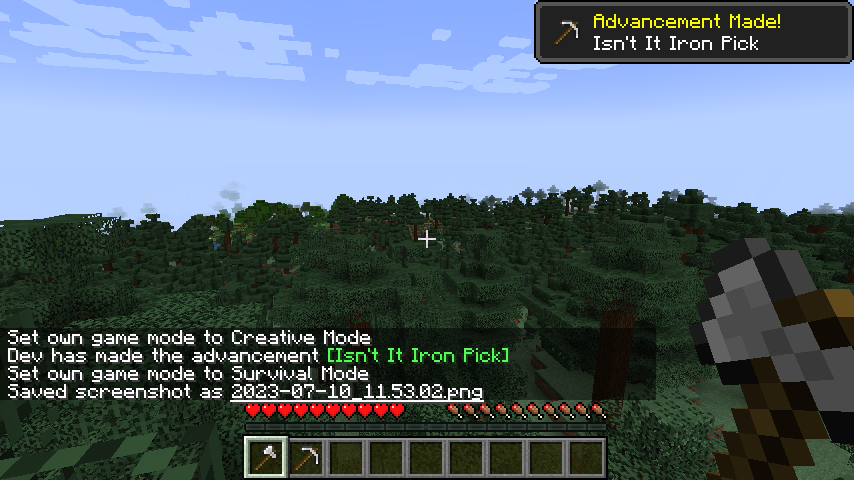 Advancement Made!
Isn't It Iron Pick
Set own game mode to Creative Mode
Dev has made the advancement [Isn't It Iron Pick]
Set own game mode to Survival Mode
Saved screenshot as 2023-07-10_11.53.02.png